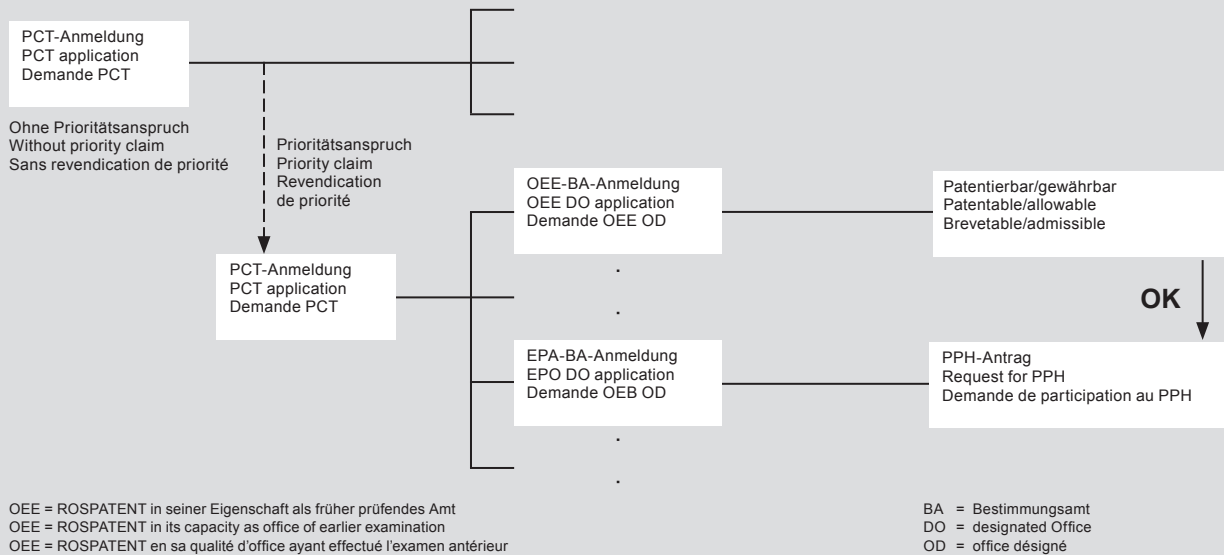 PCT-Anmeldung
PCT application
Demande PCT
Ohne Prioritätsanspruch
Without priority claim
Sans revendication de priorité
Prioritätsanspruch
Priority claim
Revendication
de priorité
OEE-BA-Anmeldung
OEE DO application
Demande OEE OD
Patentierbar/gewährbar
Patentable/allowable
Brevetable/admissible
PCT-Anmeldung
PCT application
Demande PCT
OK
EPA-BA-Anmeldung
EPO DO application
Demande OEB OD
PPH-Antrag
Request for PPH
Demande de participation au PPH
OEE = ROSPATENT in seiner Eigenschaft als früher prüfendes Amt
OEE = ROSPATENT in its capacity as office of earlier examination
OEE = ROSPATENT en sa qualité d'office ayant effectué l'examen antérieur
BA = Bestimmungsamt
DO = designated Office
OD = office désigné